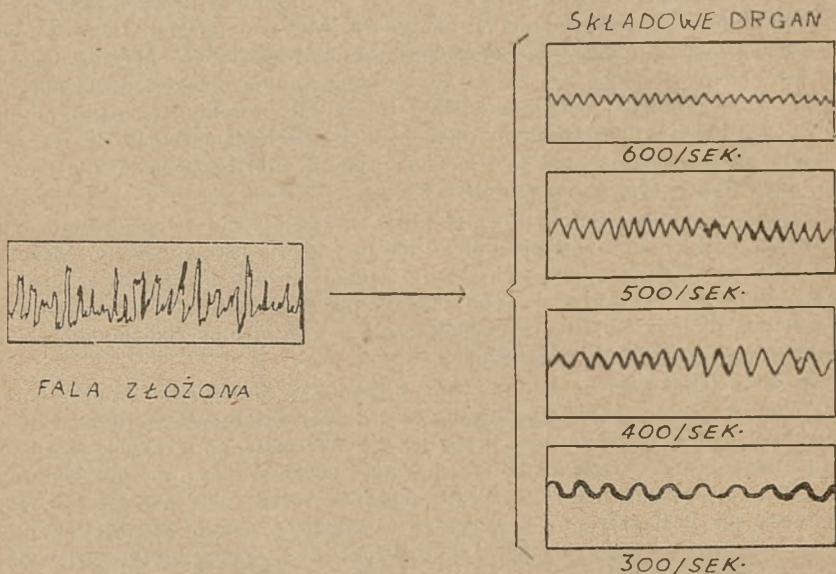 SKŁADOWE DRGAN
600/SEK.
500/SEK.
FALA ZŁOŻONA
400/SEK.
300/SEK.